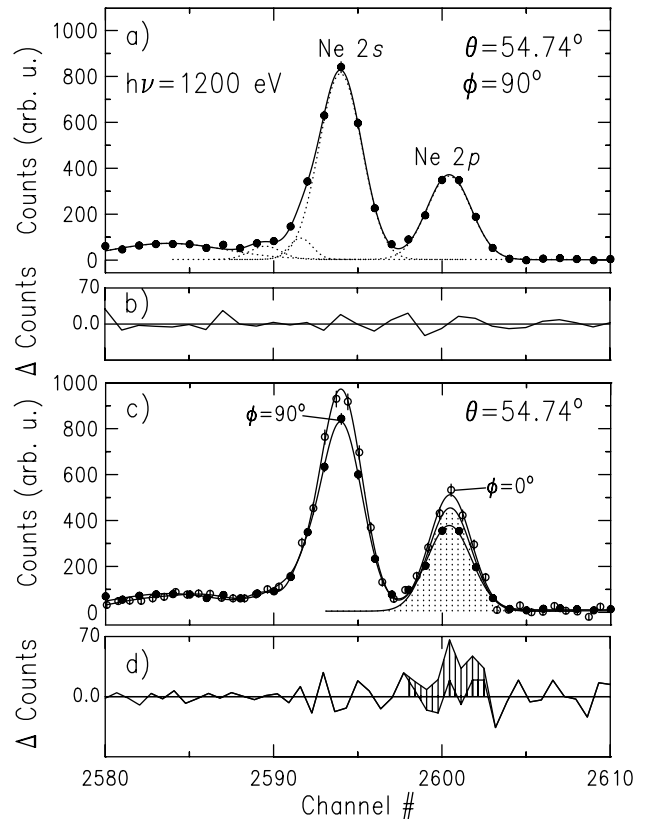 1000
800
600
400
200
0
Counts (arb. u.)
a)
Ne 2s
θ=54.74°
hν=1200 eV
ϕ=90°
Ne 2p
70
0.0
Δ Counts
b)
1000
800
600
400
200
0
Counts (arb. u.)
c)
θ=54.74°
ϕ=90°
ϕ=0°
70
0.0
Δ Counts
d)
2580
2590
2600
2610
Channel #